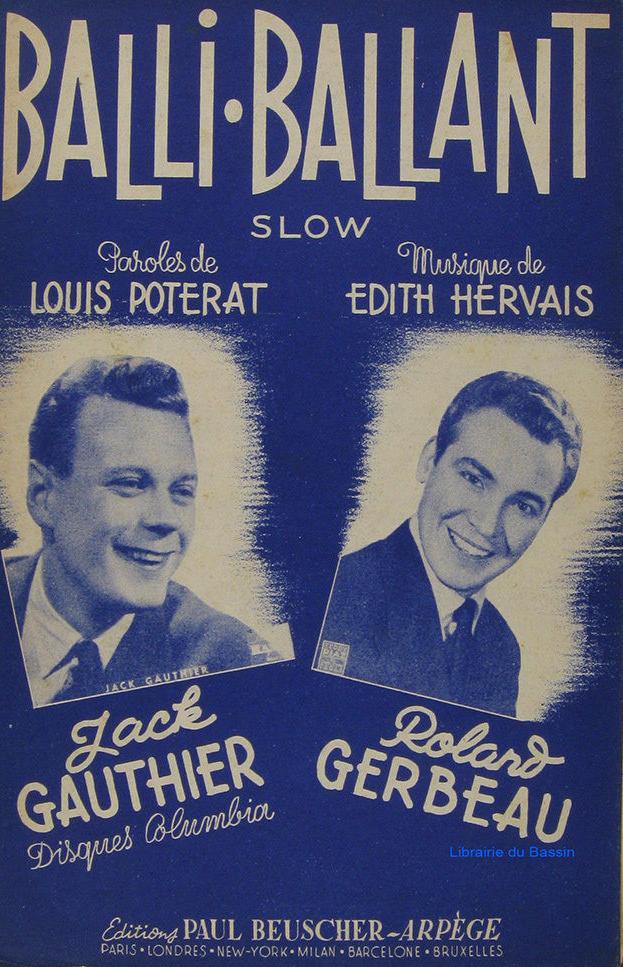 BALLi·BALLANT
SLOW
Paroles de
LOUIS POTERAT
Musique de
EDITH HERVAIS
JACK GAUTHIER
Jack
GAUTHIER
Disques Columbia
Roland
GERBEAU
Librairie du Bassin
Editions PAUL BEUSCHER-ARPÈGE
PARIS•LONDRES•NEW-YORK•MILAN•BARCELONE•BRUXELLES